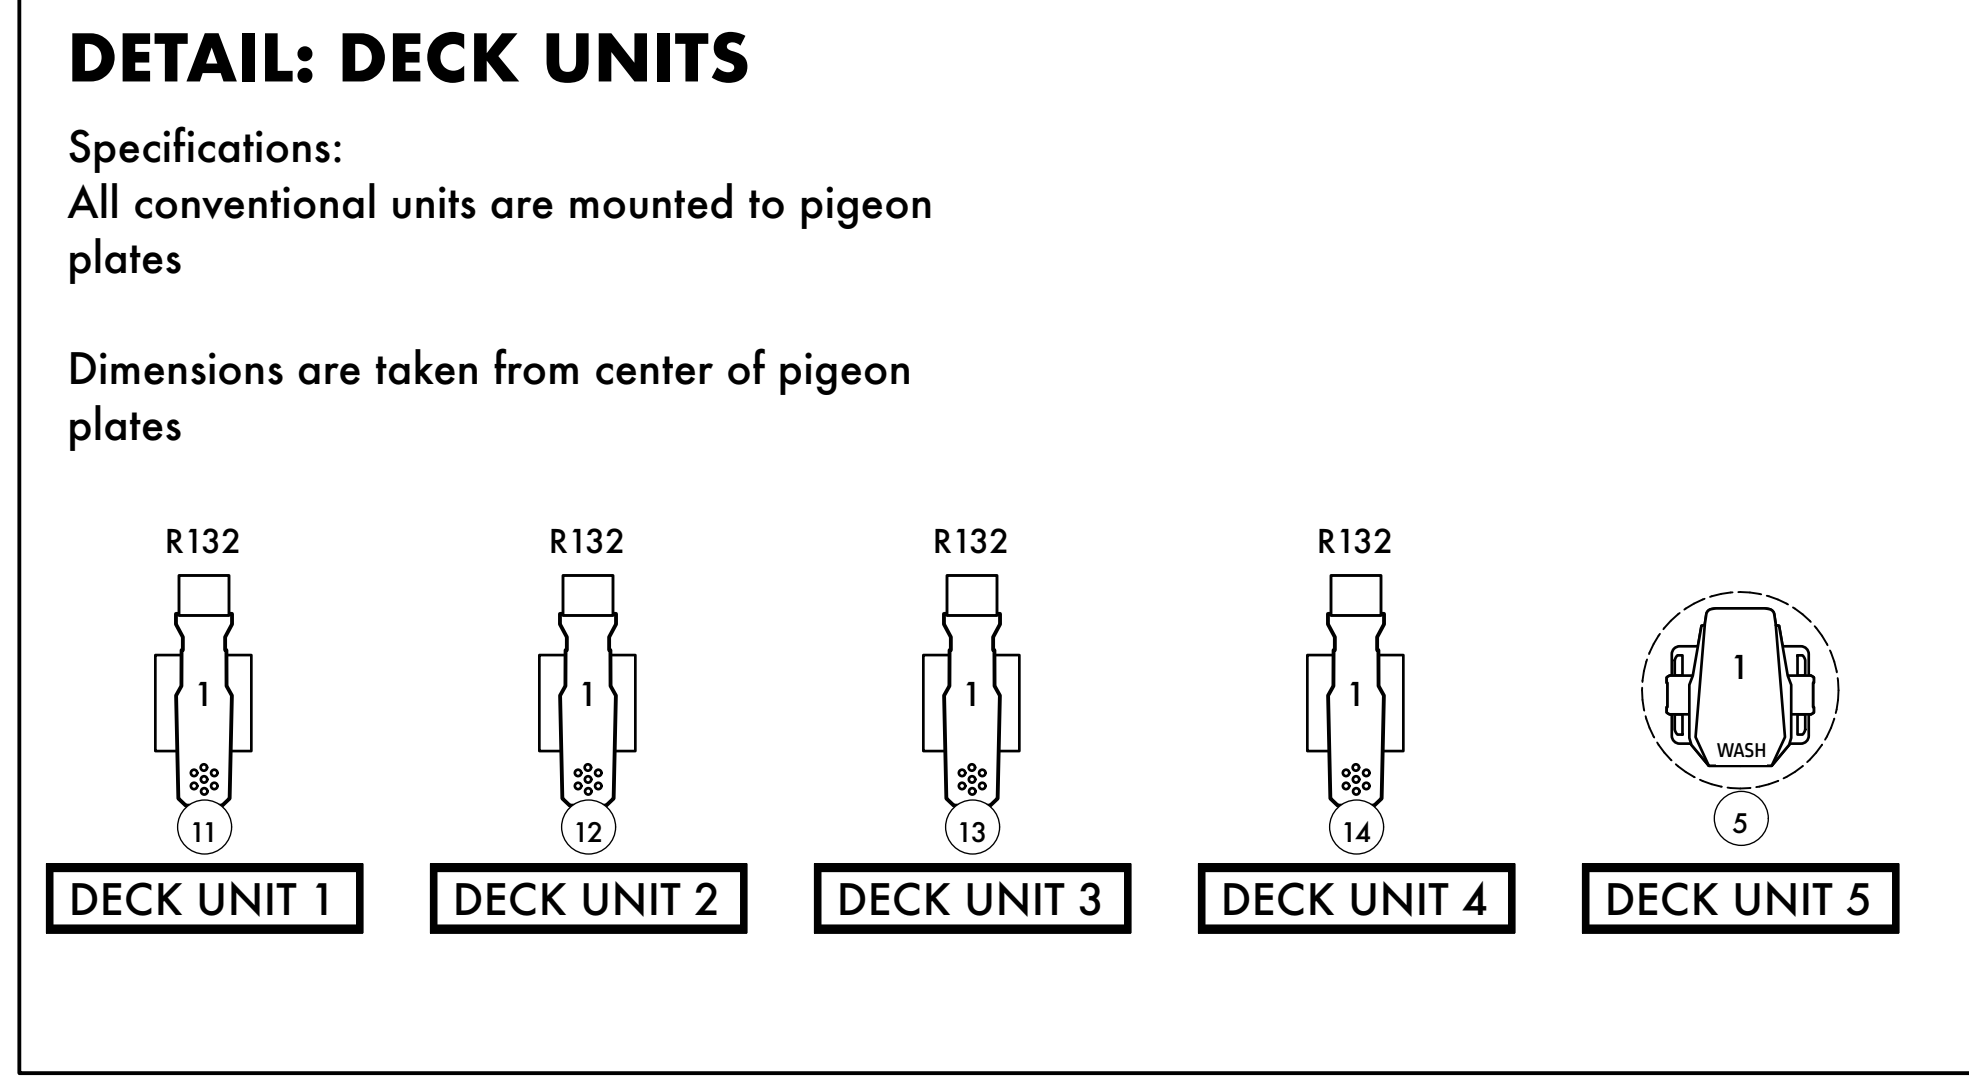 DETAIL: DECK UNITS
Specifications:
All conventional units are mounted to pigeon
plates
Dimensions are taken from center of pigeon
plates
R132 R132 R132 R132
1 1 1 1 1
WASH
11 12 13 14 5
DECK UNIT 1 DECK UNIT 2 DECK UNIT 3 DECK UNIT 4 DECK UNIT 5